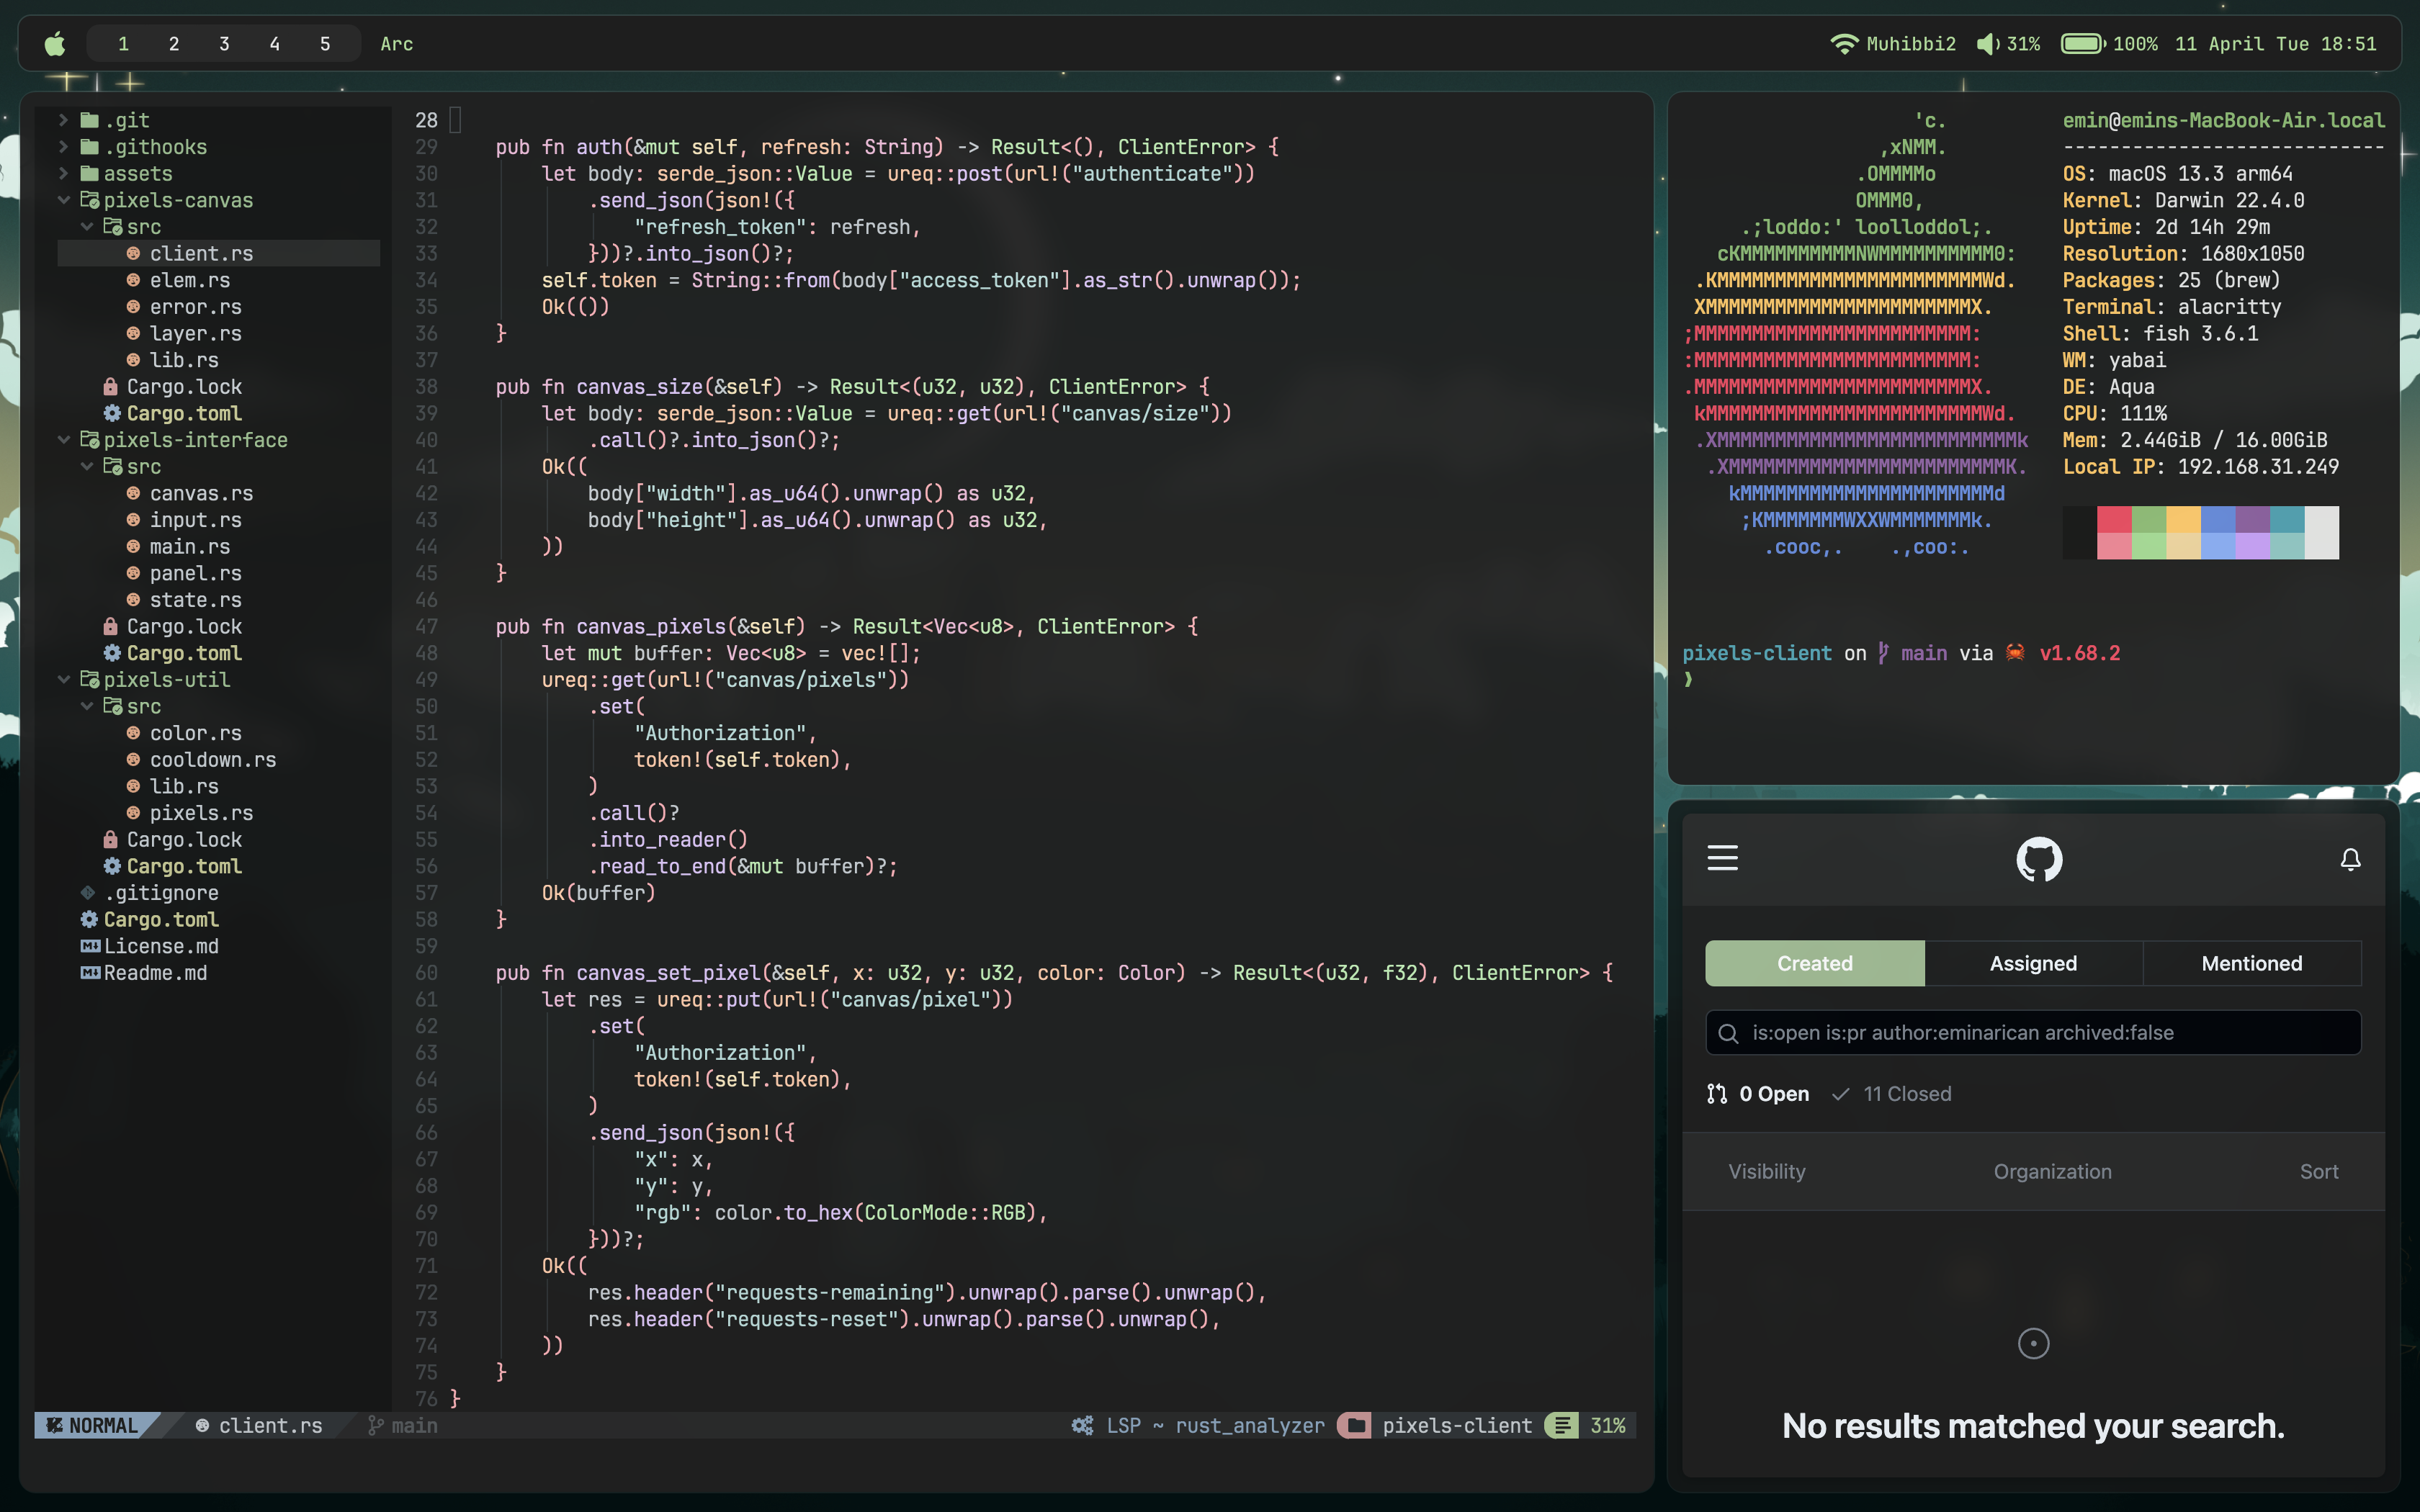 1 2 3 4 5 Arc
Muhibbi2 31% 100% 11 April Tue 18:51
.git
.githooks
assets
pixels-canvas
src
client.rs
elem.rs
error.rs
layer.rs
lib.rs
Cargo.lock
Cargo.toml
pixels-interface
src
canvas.rs
input.rs
main.rs
panel.rs
state.rs
Cargo.lock
Cargo.toml
pixels-util
src
color.rs
cooldown.rs
lib.rs
pixels.rs
Cargo.lock
Cargo.toml
.gitignore
Cargo.toml
License.md
Readme.md
28
29     pub fn auth(&mut self, refresh: String) -> Result<(), ClientError> {
30         let body: serde_json::Value = ureq::post(url!("authenticate"))
31             .send_json(json!({
32                 "refresh_token": refresh,
33             }))?.into_json()?;
34         self.token = String::from(body["access_token"].as_str().unwrap());
35         Ok(())
36     }
37
38     pub fn canvas_size(&self) -> Result<(u32, u32), ClientError> {
39         let body: serde_json::Value = ureq::get(url!("canvas/size"))
40             .call()?.into_json()?;
41         Ok((
42             body["width"].as_u64().unwrap() as u32,
43             body["height"].as_u64().unwrap() as u32,
44         ))
45     }
46
47     pub fn canvas_pixels(&self) -> Result<Vec<u8>, ClientError> {
48         let mut buffer: Vec<u8> = vec![];
49         ureq::get(url!("canvas/pixels"))
50             .set(
51                 "Authorization",
52                 token!(self.token),
53             )
54             .call()?
55             .into_reader()
56             .read_to_end(&mut buffer)?;
57         Ok(buffer)
58     }
59
60     pub fn canvas_set_pixel(&self, x: u32, y: u32, color: Color) -> Result<(u32, f32), ClientError> {
61         let res = ureq::put(url!("canvas/pixel"))
62             .set(
63                 "Authorization",
64                 token!(self.token),
65             )
66             .send_json(json!({
67                 "x": x,
68                 "y": y,
69                 "rgb": color.to_hex(ColorMode::RGB),
70             }))?;
71         Ok((
72             res.header("requests-remaining").unwrap().parse().unwrap(),
73             res.header("requests-reset").unwrap().parse().unwrap(),
74         ))
75     }
76 }
NORMAL client.rs main LSP ~ rust_analyzer pixels-client 31%
'c.
,xNMM.
.OMMMMo
OMMM0,
.;loddo:' loolloddol;.
cKMMMMMMMMMMNWMMMMMMMMMM0:
.KMMMMMMMMMMMMMMMMMMMMMMMWd.
XMMMMMMMMMMMMMMMMMMMMMMMX.
;MMMMMMMMMMMMMMMMMMMMMMMM:
:MMMMMMMMMMMMMMMMMMMMMMMM:
.MMMMMMMMMMMMMMMMMMMMMMMMX.
kMMMMMMMMMMMMMMMMMMMMMMMMWd.
.XMMMMMMMMMMMMMMMMMMMMMMMMMMk
.XMMMMMMMMMMMMMMMMMMMMMMMMK.
kMMMMMMMMMMMMMMMMMMMMMMd
;KMMMMMMMWXXWMMMMMMMk.
.cooc,.    .,coo:.
emin@emins-MacBook-Air.local
----------------------------
OS: macOS 13.3 arm64
Kernel: Darwin 22.4.0
Uptime: 2d 14h 29m
Resolution: 1680x1050
Packages: 25 (brew)
Terminal: alacritty
Shell: fish 3.6.1
WM: yabai
DE: Aqua
CPU: 111%
Mem: 2.44GiB / 16.00GiB
Local IP: 192.168.31.249
pixels-client on main via 🦀 v1.68.2
❯
Created Assigned Mentioned
is:open is:pr author:eminarican archived:false
0 Open 11 Closed
Visibility Organization Sort
No results matched your search.